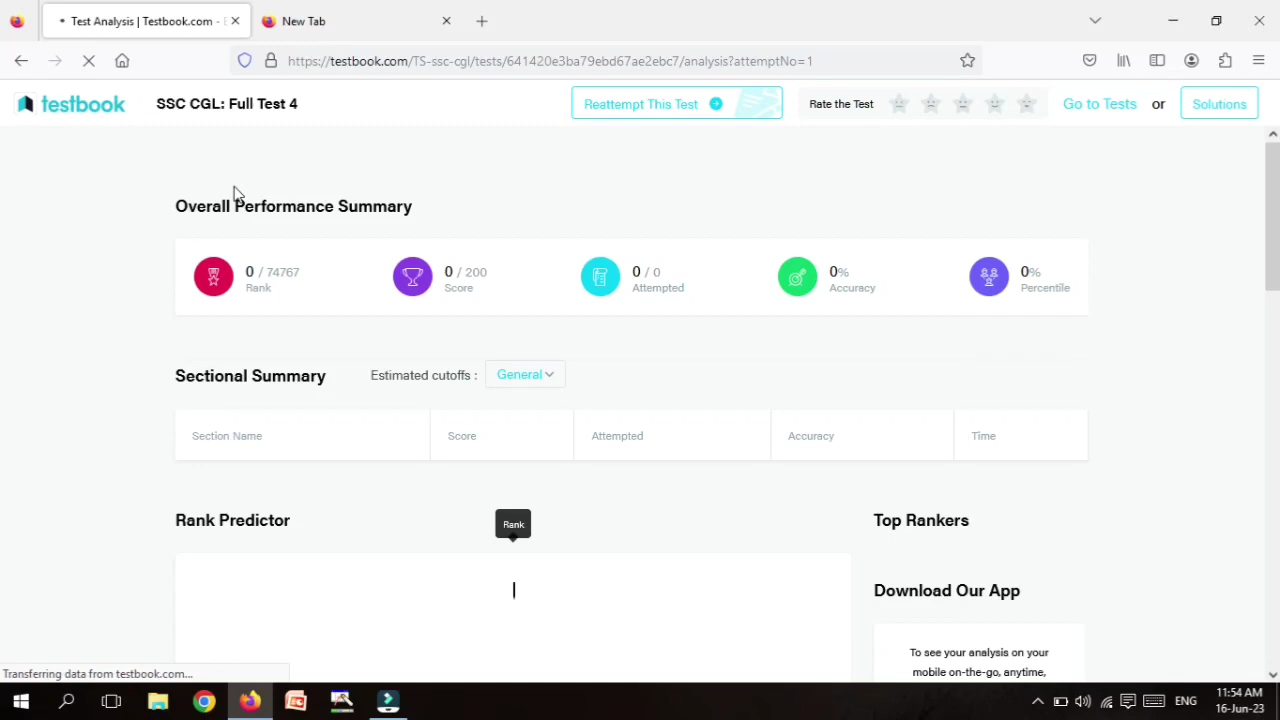 Test Analysis | Testbook.com -
New Tab
https://testbook.com/TS-ssc-cgl/tests/641420e3ba79ebd67ae2ebc7/analysis?attemptNo=1
testbook
SSC CGL: Full Test 4
Reattempt This Test
Rate the Test
Go to Tests or Solutions
Overall Performance Summary
0 / 74767
Rank
0 / 200
Score
0 / 0
Attempted
0%
Accuracy
0%
Percentile
Sectional Summary
Estimated cutoffs :
General
Section Name
Score
Attempted
Accuracy
Time
Rank Predictor
Rank
Top Rankers
Download Our App
To see your analysis on your
mobile on-the-go, anytime,
Transferring data from testbook.com...
ENG
11:54 AM
16-Jun-23